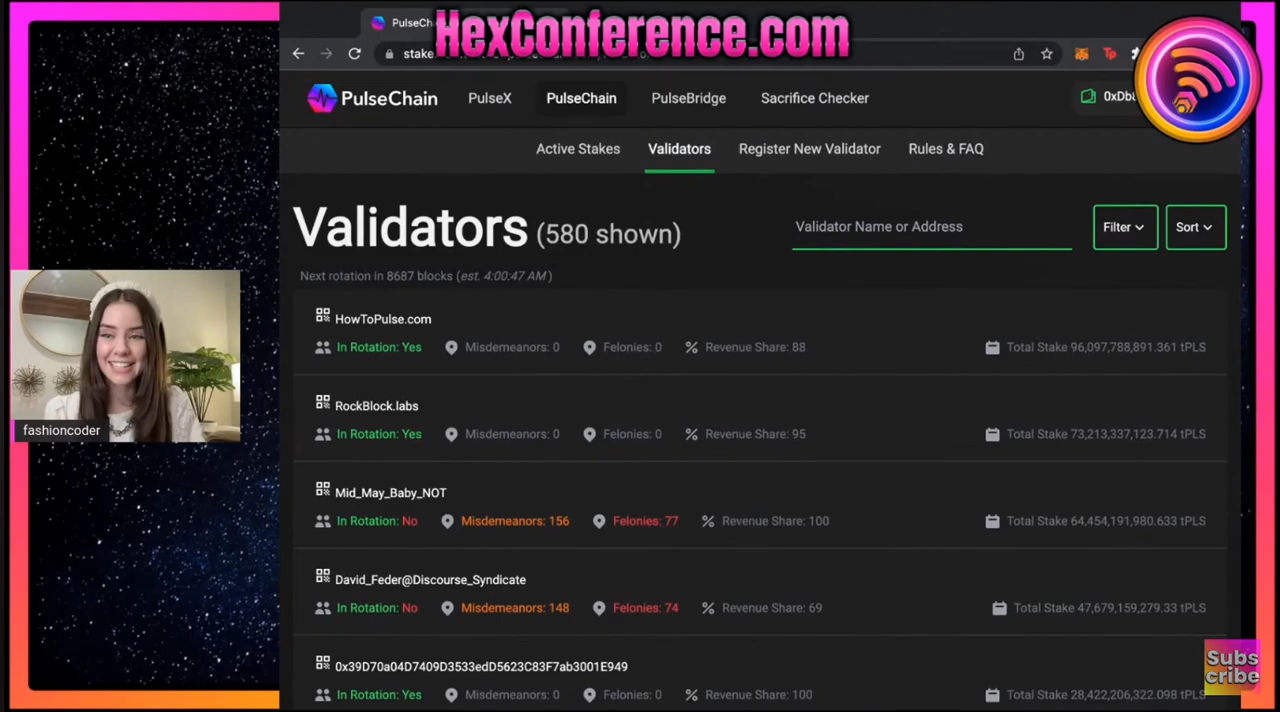 HexConference.com
PulseCh
stake
Tp
PulseChain
PulseX
PulseChain
PulseBridge
Sacrifice Checker
0xDb8
Active Stakes
Validators
Register New Validator
Rules & FAQ
Validators (580 shown)
Validator Name or Address
Filter
Sort
Next rotation in 8687 blocks (est. 4:00:47 AM )
HowToPulse.com
In Rotation: Yes Misdemeanors: 0 Felonies: 0 % Revenue Share: 88 Total Stake 96,097,788,891.361 tPLS
RockBlock.labs
In Rotation: Yes Misdemeanors: 0 Felonies: 0 % Revenue Share: 95 Total Stake 73,213,337,123.714 tPLS
fashioncoder
Mid_May_Baby_NOT
In Rotation: No Misdemeanors: 156 Felonies: 77 % Revenue Share: 100 Total Stake 64,454,191,980.633 tPLS
David_Feder@Discourse_Syndicate
In Rotation: No Misdemeanors: 148 Felonies: 74 % Revenue Share: 69 Total Stake 47,679,159,279.33 tPLS
0x39D70a04D7409D3533edD5623C83F7ab3001E949
In Rotation: Yes Misdemeanors: 0 Felonies: 0 % Revenue Share: 100 Total Stake 28,422,206,322.098 tPLS
Subs
cribe